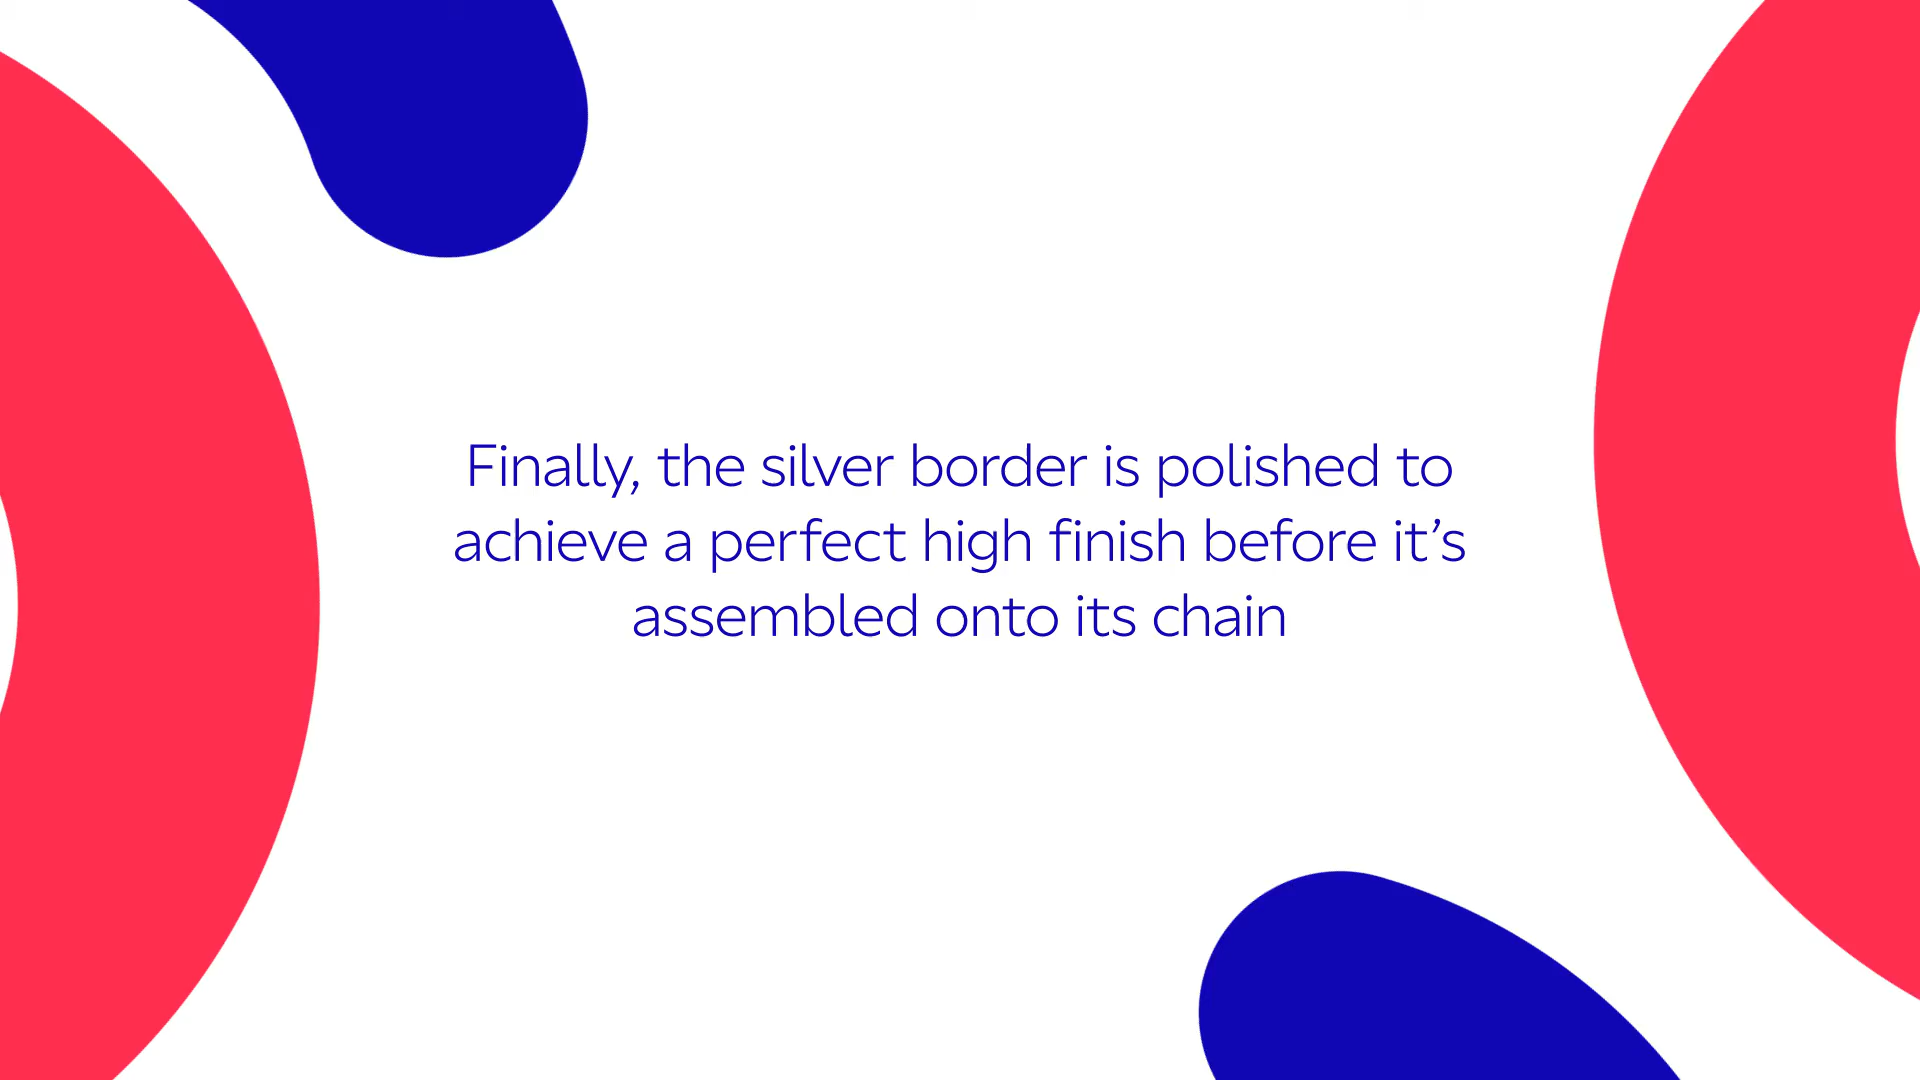 Finally, the silver border is polished to
achieve a perfect high finish before it’s
assembled onto its chain